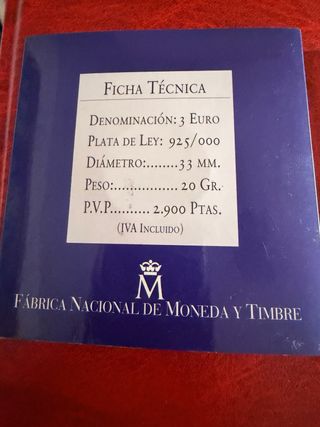 FICHA TÉCNICA
DENOMINACIÓN: 3 EURO
PLATA DE LEY: 925/000
DIÁMETRO:........33 MM.
PESO:............... 20 GR.
P.V.P.......... 2.900 PTAS.
(IVA INCLUIDO)
M
FÁBRICA NACIONAL DE MONEDA Y TIMBRE